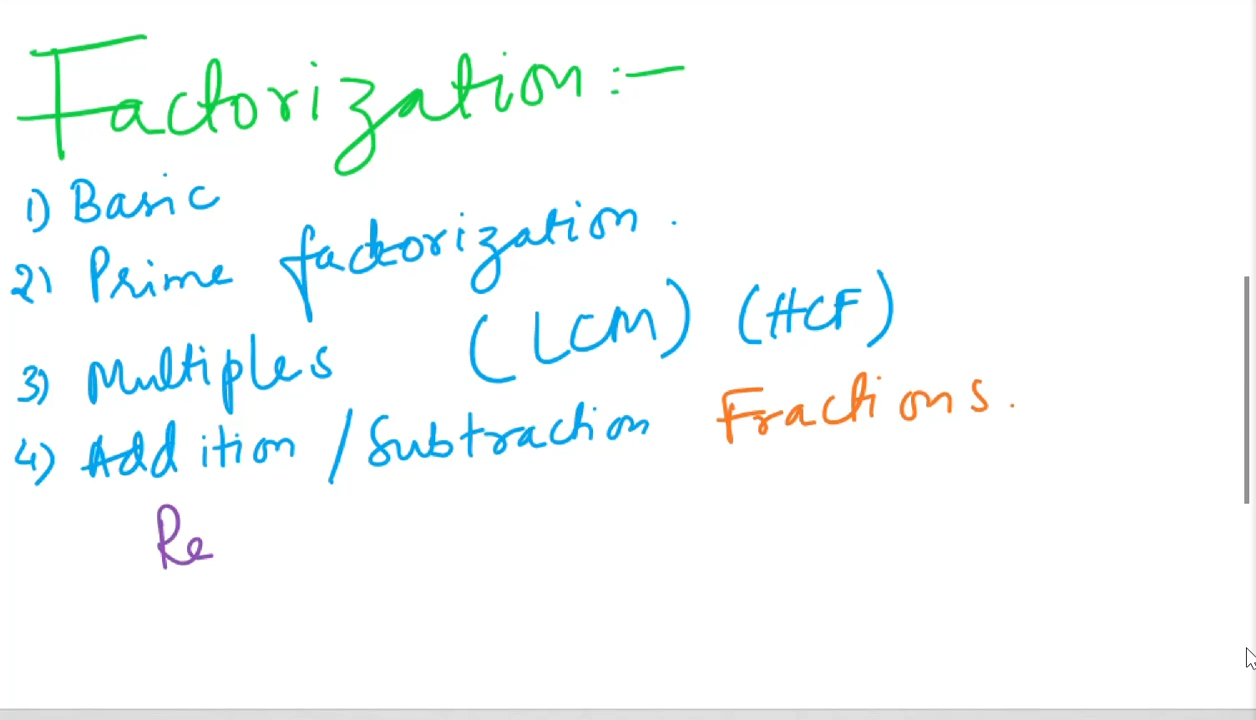 Factorization:-
1) Basic
2) Prime factorization.
3) Multiples (LCM) (HCF)
4) Addition / Subtraction Fractions.
Re